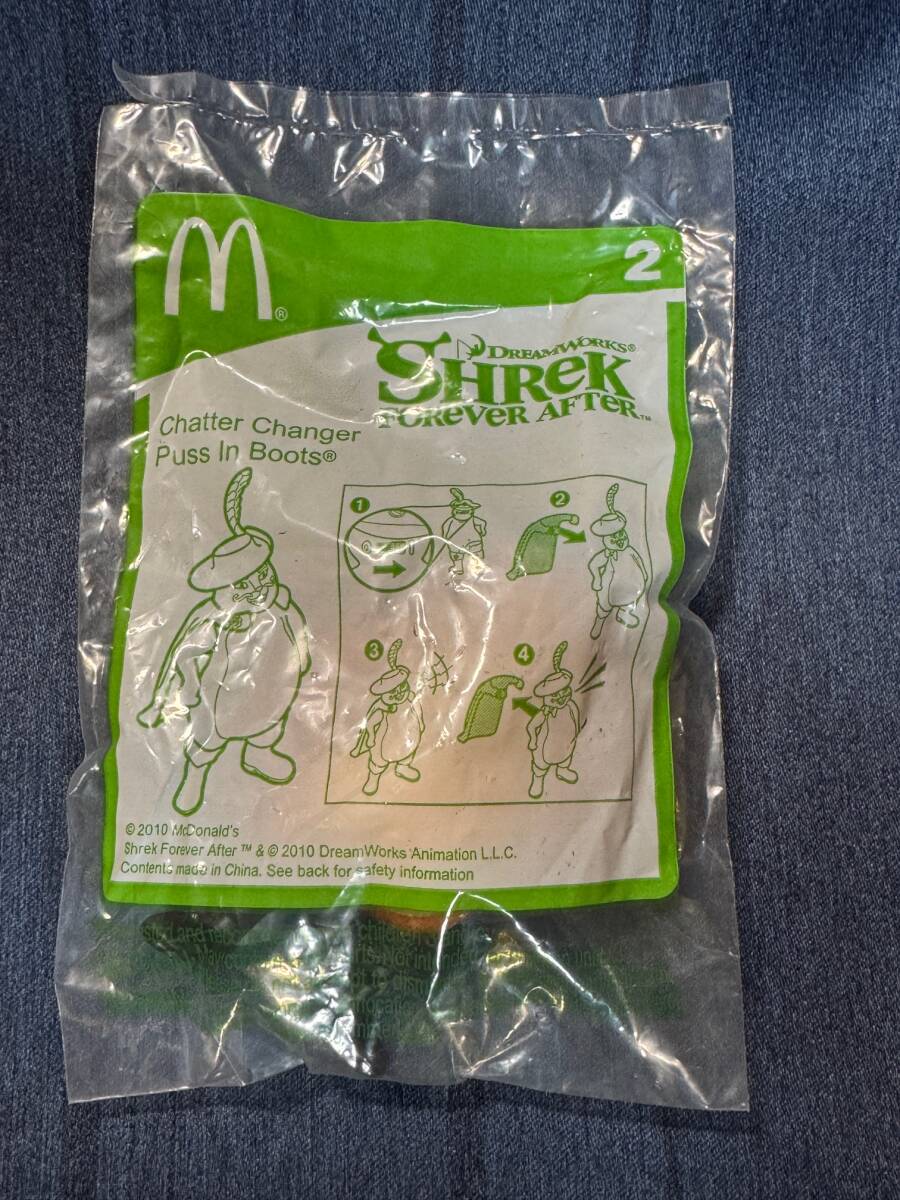 M®
2
DREAMWORKS®
SHREK
FOREVER AFTER™
Chatter Changer
Puss In Boots®
1
2
3
4
© 2010 McDonald's
Shrek Forever After ™ & © 2010 DreamWorks Animation L.L.C.
Contents made in China. See back for safety information